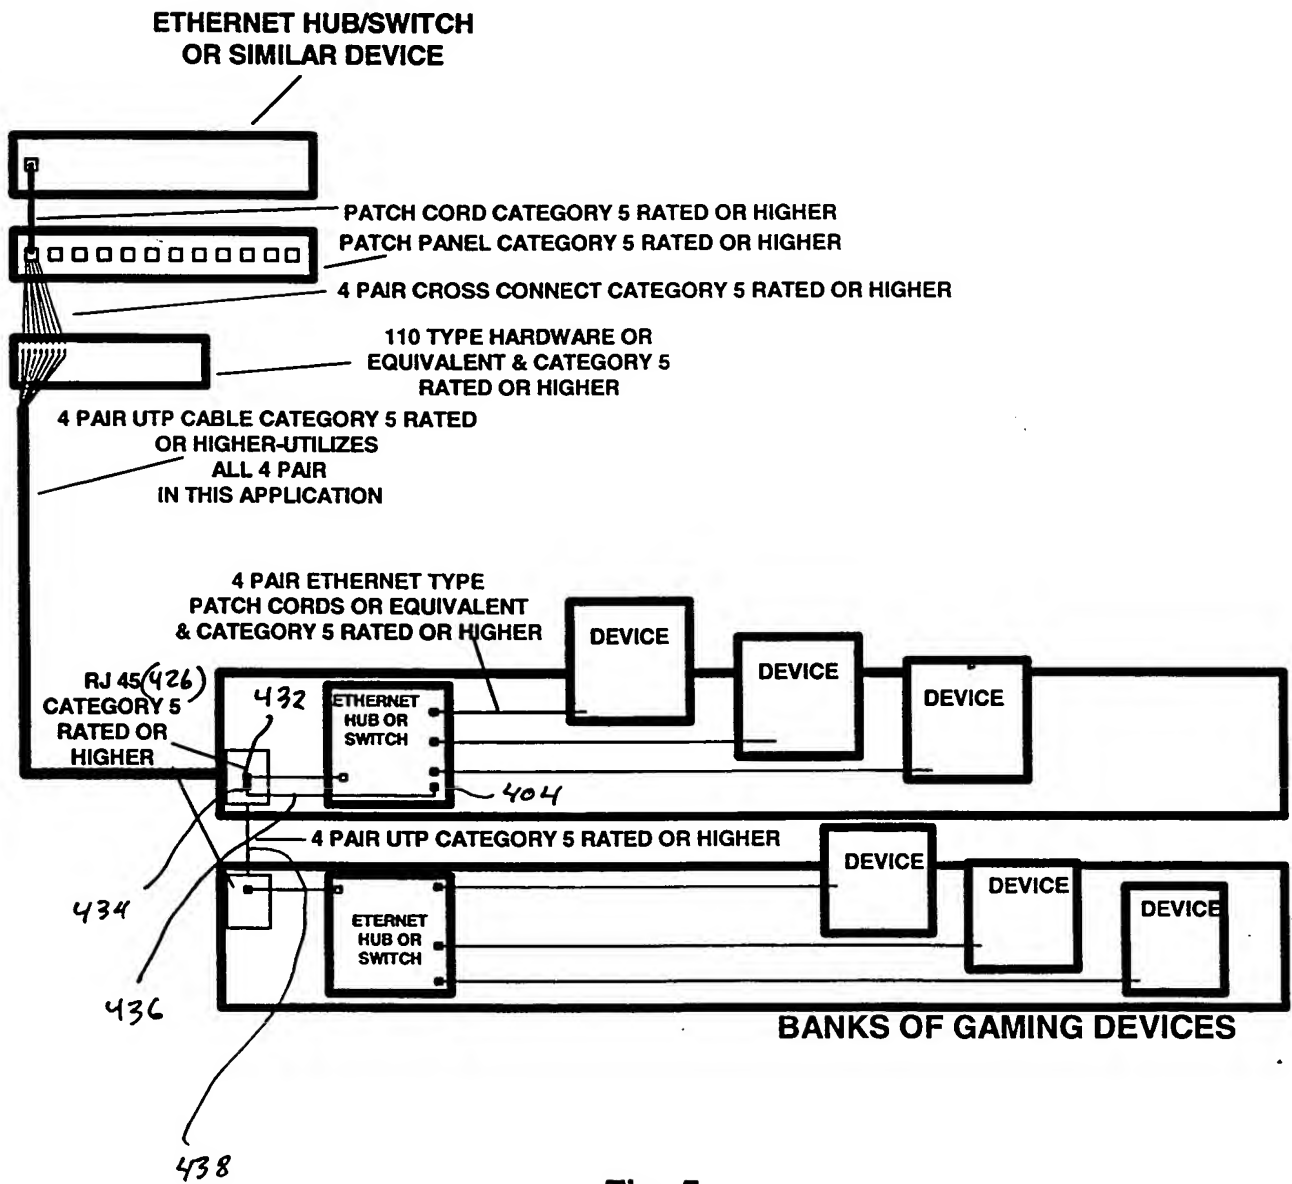 ETHERNET HUB/SWITCH
OR SIMILAR DEVICE
PATCH CORD CATEGORY 5 RATED OR HIGHER
PATCH PANEL CATEGORY 5 RATED OR HIGHER
4 PAIR CROSS CONNECT CATEGORY 5 RATED OR HIGHER
110 TYPE HARDWARE OR
EQUIVALENT & CATEGORY 5
RATED OR HIGHER
4 PAIR UTP CABLE CATEGORY 5 RATED
OR HIGHER-UTILIZES
ALL 4 PAIR
IN THIS APPLICATION
4 PAIR ETHERNET TYPE
PATCH CORDS OR EQUIVALENT
& CATEGORY 5 RATED OR HIGHER
DEVICE
DEVICE
DEVICE
RJ 45 (426)
CATEGORY 5
RATED OR
HIGHER
432
ETHERNET
HUB OR
SWITCH
404
4 PAIR UTP CATEGORY 5 RATED OR HIGHER
DEVICE
DEVICE
DEVICE
434
ETERNET
HUB OR
SWITCH
436
BANKS OF GAMING DEVICES
438